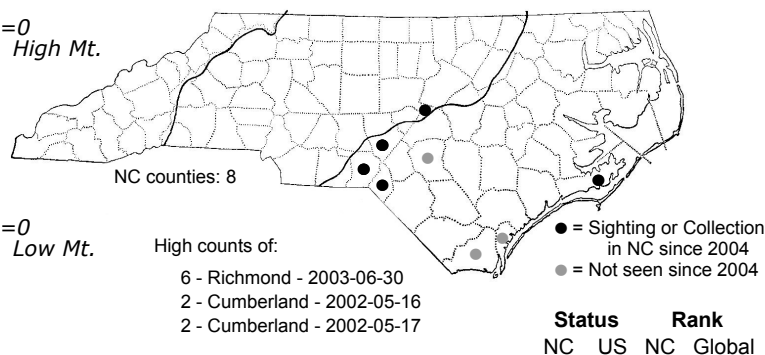 =0
High Mt.
NC counties: 8
=0
Low Mt.
High counts of:
6 - Richmond - 2003-06-30
2 - Cumberland - 2002-05-16
2 - Cumberland - 2002-05-17
● = Sighting or Collection
in NC since 2004
● = Not seen since 2004
Status Rank
NC US NC Global